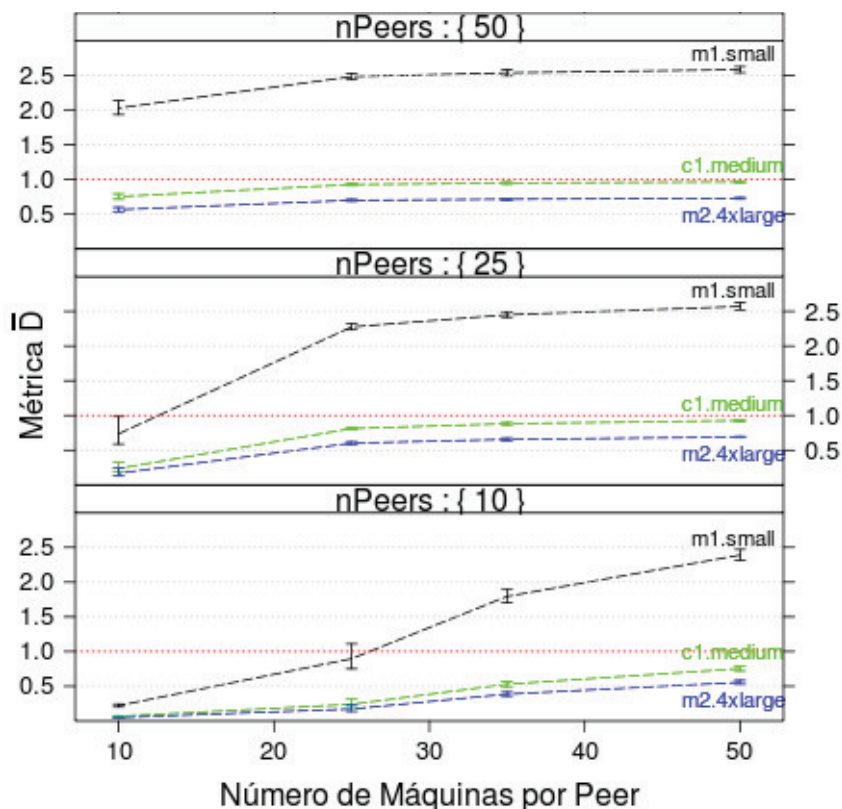 nPeers : { 50 }
m1.small
2.5
2.0
1.5
1.0
0.5
c1.medium
m2.4xlarge
nPeers : { 25 }
m1.small
2.5
2.0
1.5
1.0
0.5
c1.medium
m2.4xlarge
Métrica D̅
nPeers : { 10 }
m1.small
2.5
2.0
1.5
1.0
0.5
c1.medium
m2.4xlarge
10 20 30 40 50
Número de Máquinas por Peer